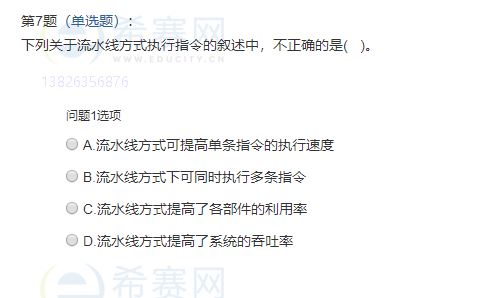 第7题（单选题）：
希赛网
下列关于流水线方式执行指令的叙述中，不正确的是(　)。
WWW.EDUCITY.CN
13826356876
问题1选项
A.流水线方式可提高单条指令的执行速度
B.流水线方式下可同时执行多条指令
C.流水线方式提高了各部件的利用率
D.流水线方式提高了系统的吞吐率
希赛网